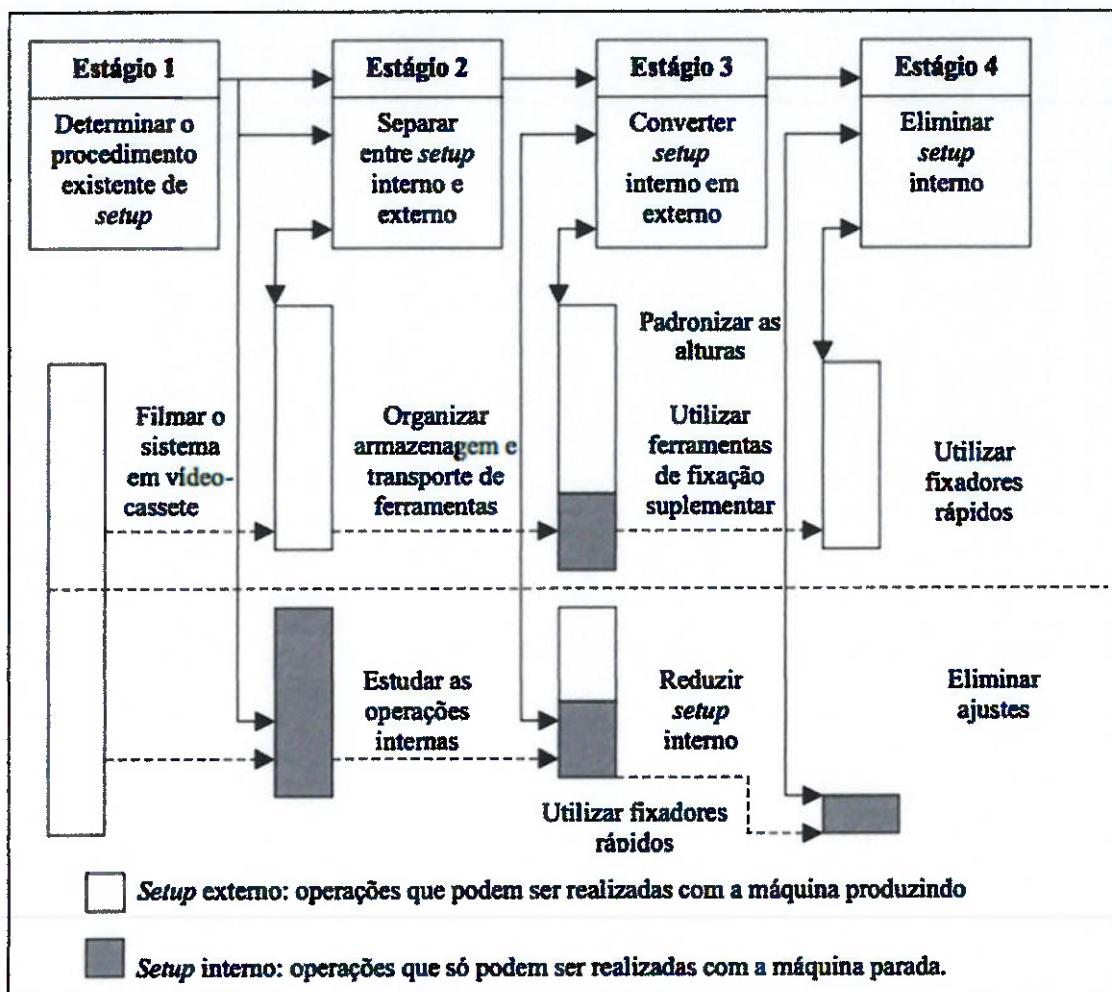 Estágio 1
Determinar o
procedimento
existente de
setup
Estágio 2
Separar
entre setup
interno e
externo
Estágio 3
Converter
setup
interno em
externo
Estágio 4
Eliminar
setup
interno
Filmar o
sistema
em vídeo-
cassete
Organizar
armazenagem e
transporte de
ferramentas
Padronizar as
alturas
Utilizar
ferramentas
de fixação
suplementar
Utilizar
fixadores
rápidos
Estudar as
operações
internas
Reduzir
setup
interno
Utilizar fixadores
rápidos
Eliminar
ajustes
Setup externo: operações que podem ser realizadas com a máquina produzindo
Setup interno: operações que só podem ser realizadas com a máquina parada.